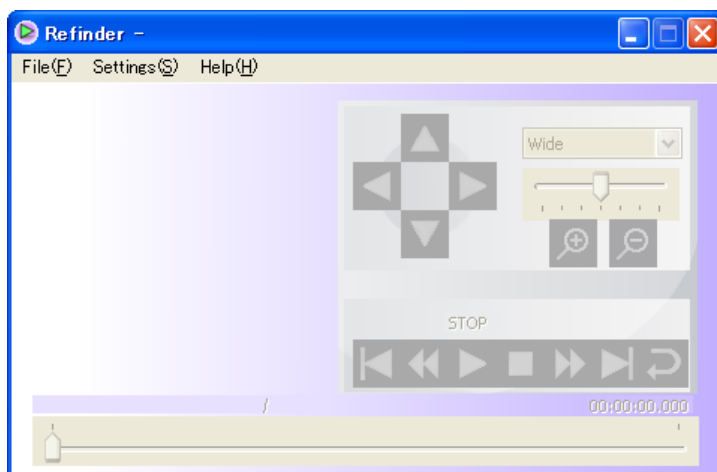 Refinder -
File(F) Settings(S) Help(H)
Wide
STOP
/ 00:00:00.000